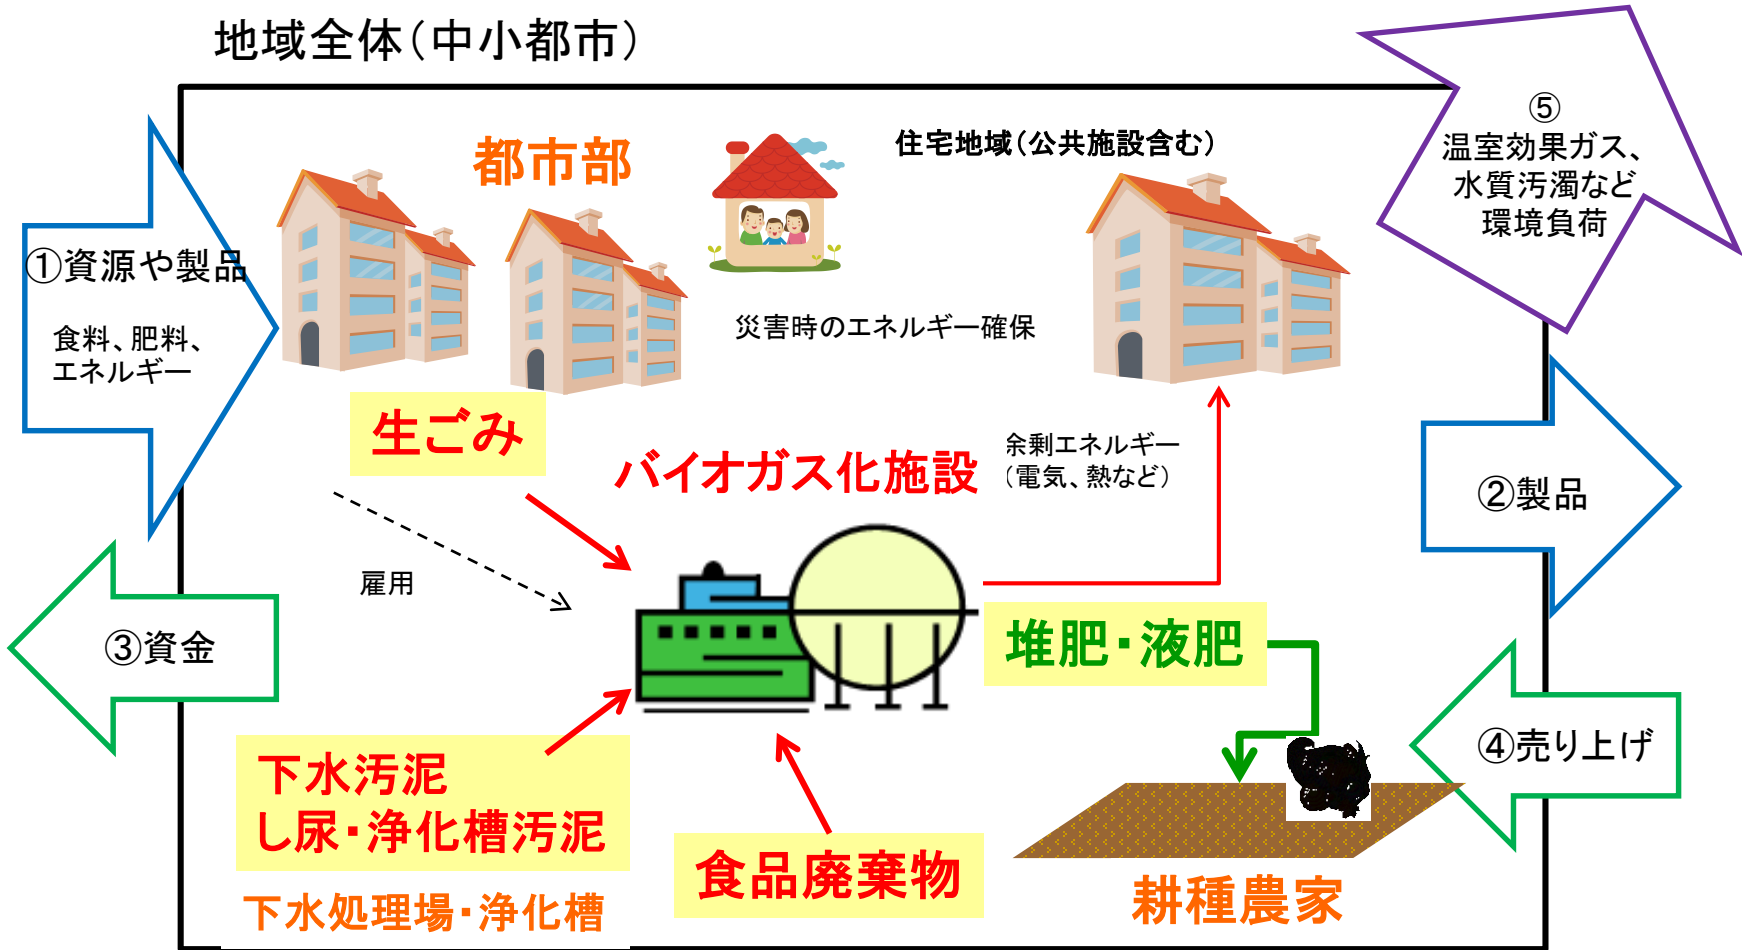 地域全体（中小都市）
都市部
住宅地域（公共施設含む）
⑤
温室効果ガス、
水質汚濁など
環境負荷
①資源や製品
食料、肥料、
エネルギー
災害時のエネルギー確保
生ごみ
バイオガス化施設
余剰エネルギー
（電気、熱など）
②製品
雇用
③資金
堆肥・液肥
④売り上げ
下水汚泥
し尿・浄化槽汚泥
食品廃棄物
下水処理場・浄化槽
耕種農家